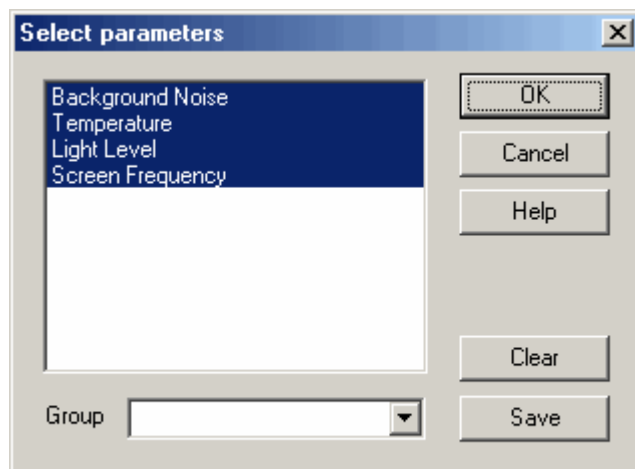 Select parameters
Background Noise
Temperature
Light Level
Screen Frequency
OK
Cancel
Help
Clear
Group
Save